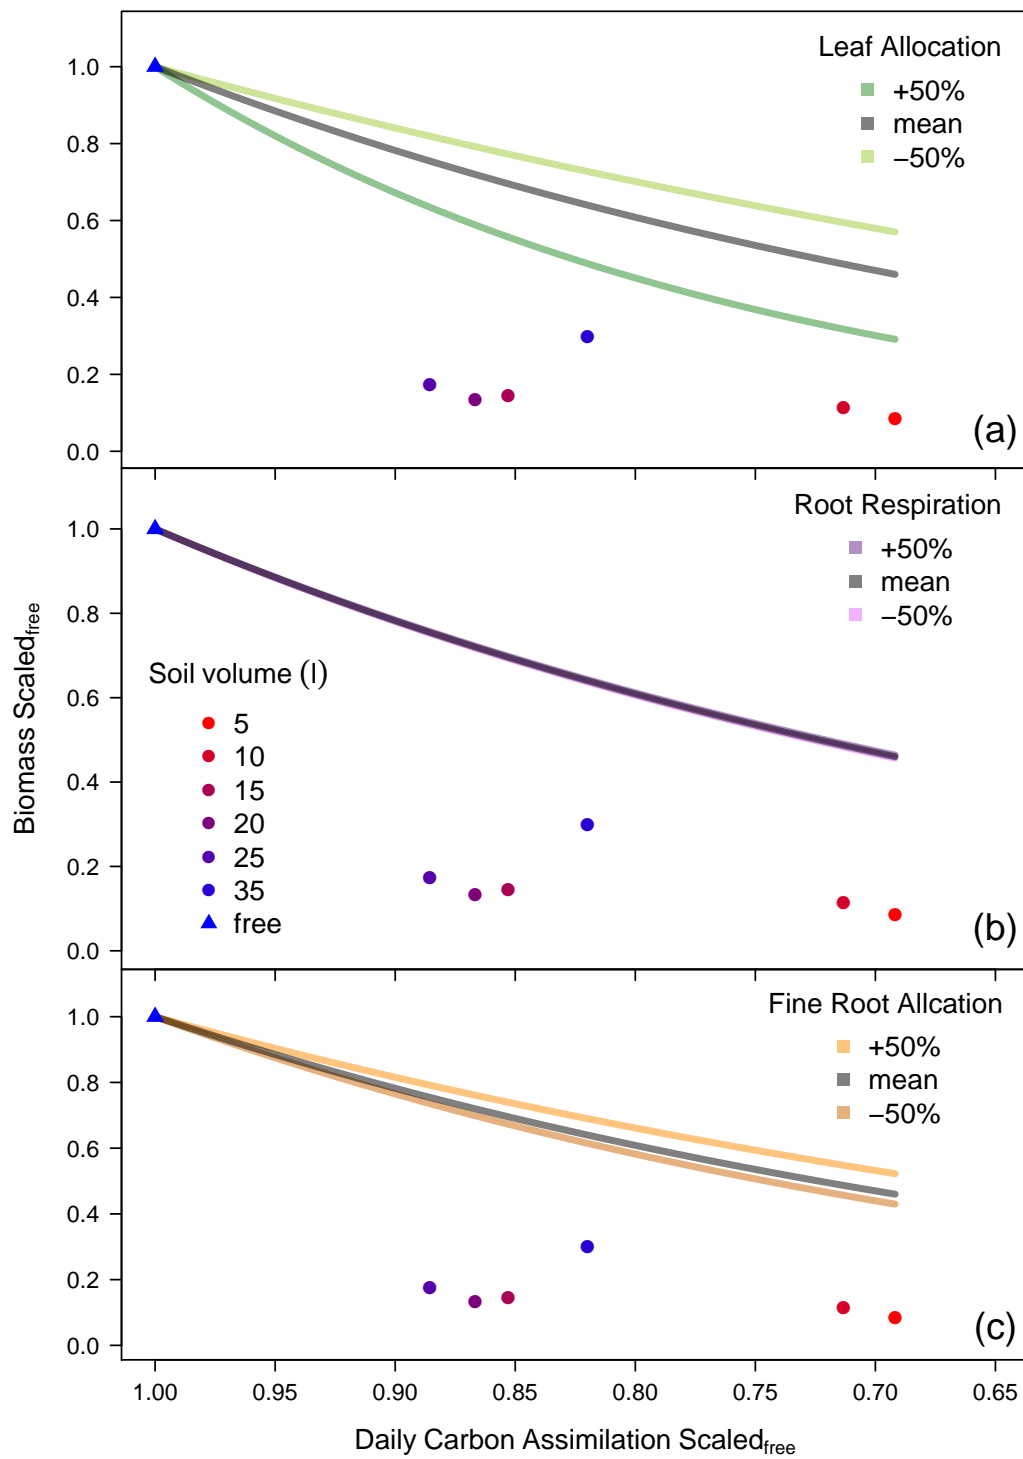 Leaf Allocation
+50%
mean
−50%
1.0
0.8
0.6
0.4
0.2
0.0
(a)
Root Respiration
+50%
mean
−50%
1.0
0.8
0.6
0.4
0.2
0.0
Soil volume (l)
5
10
15
20
25
35
free
(b)
Biomass Scaledfree
Fine Root Allcation
+50%
mean
−50%
1.0
0.8
0.6
0.4
0.2
0.0
(c)
1.00 0.95 0.90 0.85 0.80 0.75 0.70 0.65
Daily Carbon Assimilation Scaledfree